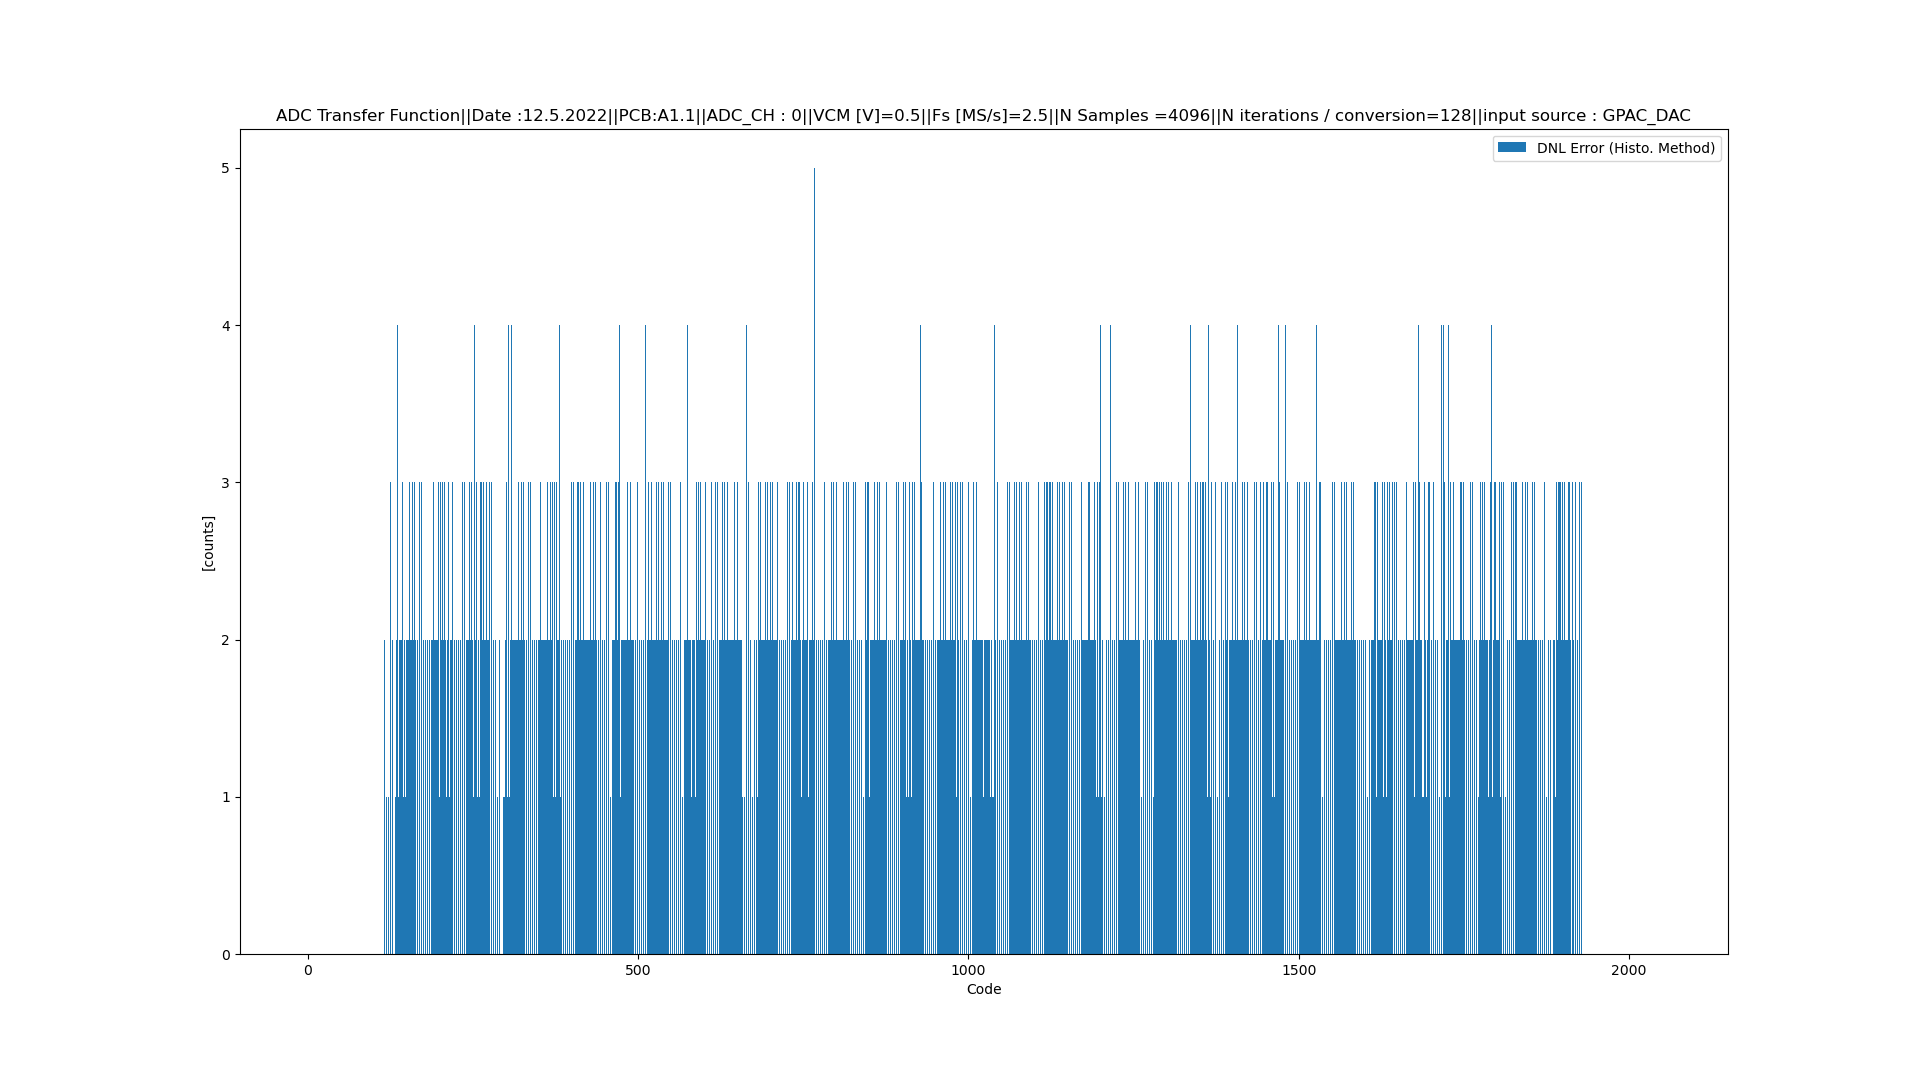 ADC Transfer Function||Date :12.5.2022||PCB:A1.1||ADC_CH : 0||VCM [V]=0.5||Fs [MS/s]=2.5||N Samples =4096||N iterations / conversion=128||input source : GPAC_DAC
DNL Error (Histo. Method)
5
4
3
2
1
0
[counts]
0 500 1000 1500 2000
Code